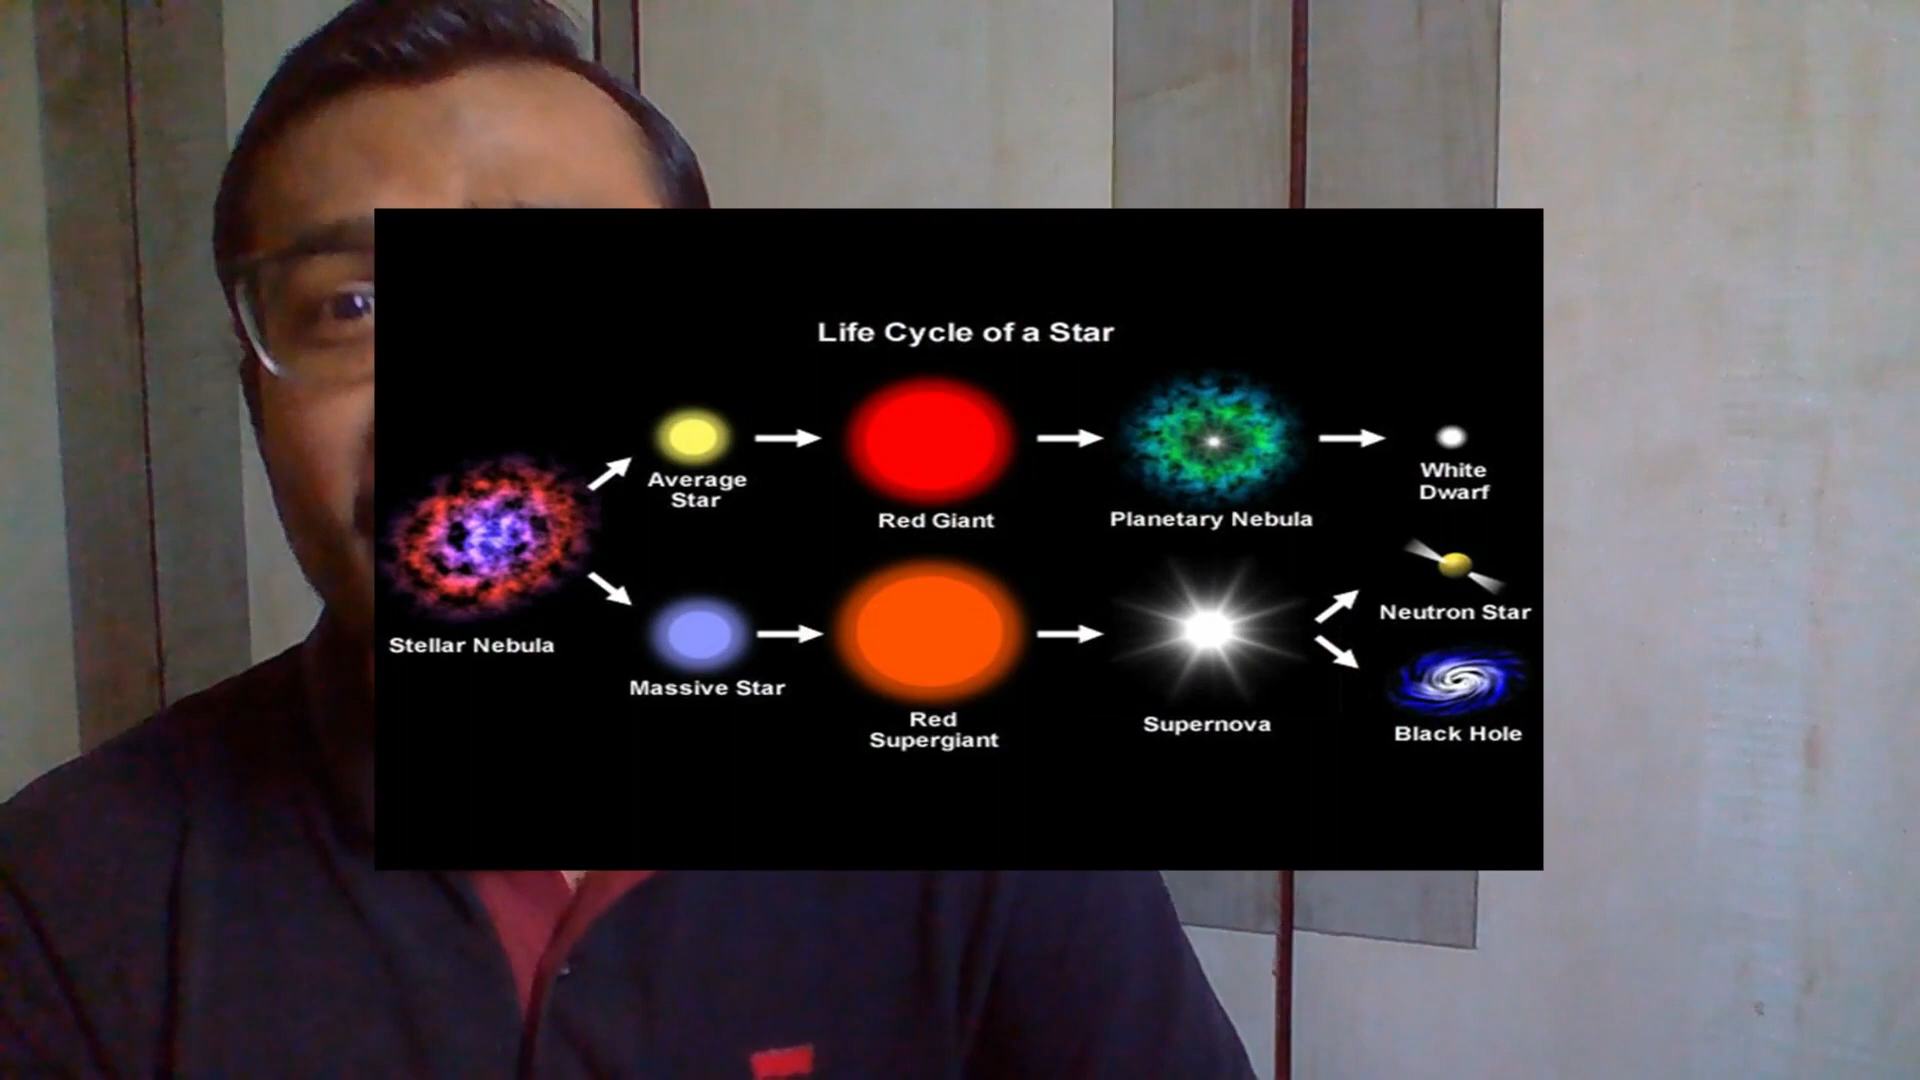 Life Cycle of a Star
Average
Star
Red Giant
Planetary Nebula
White
Dwarf
Stellar Nebula
Massive Star
Red
Supergiant
Supernova
Neutron Star
Black Hole